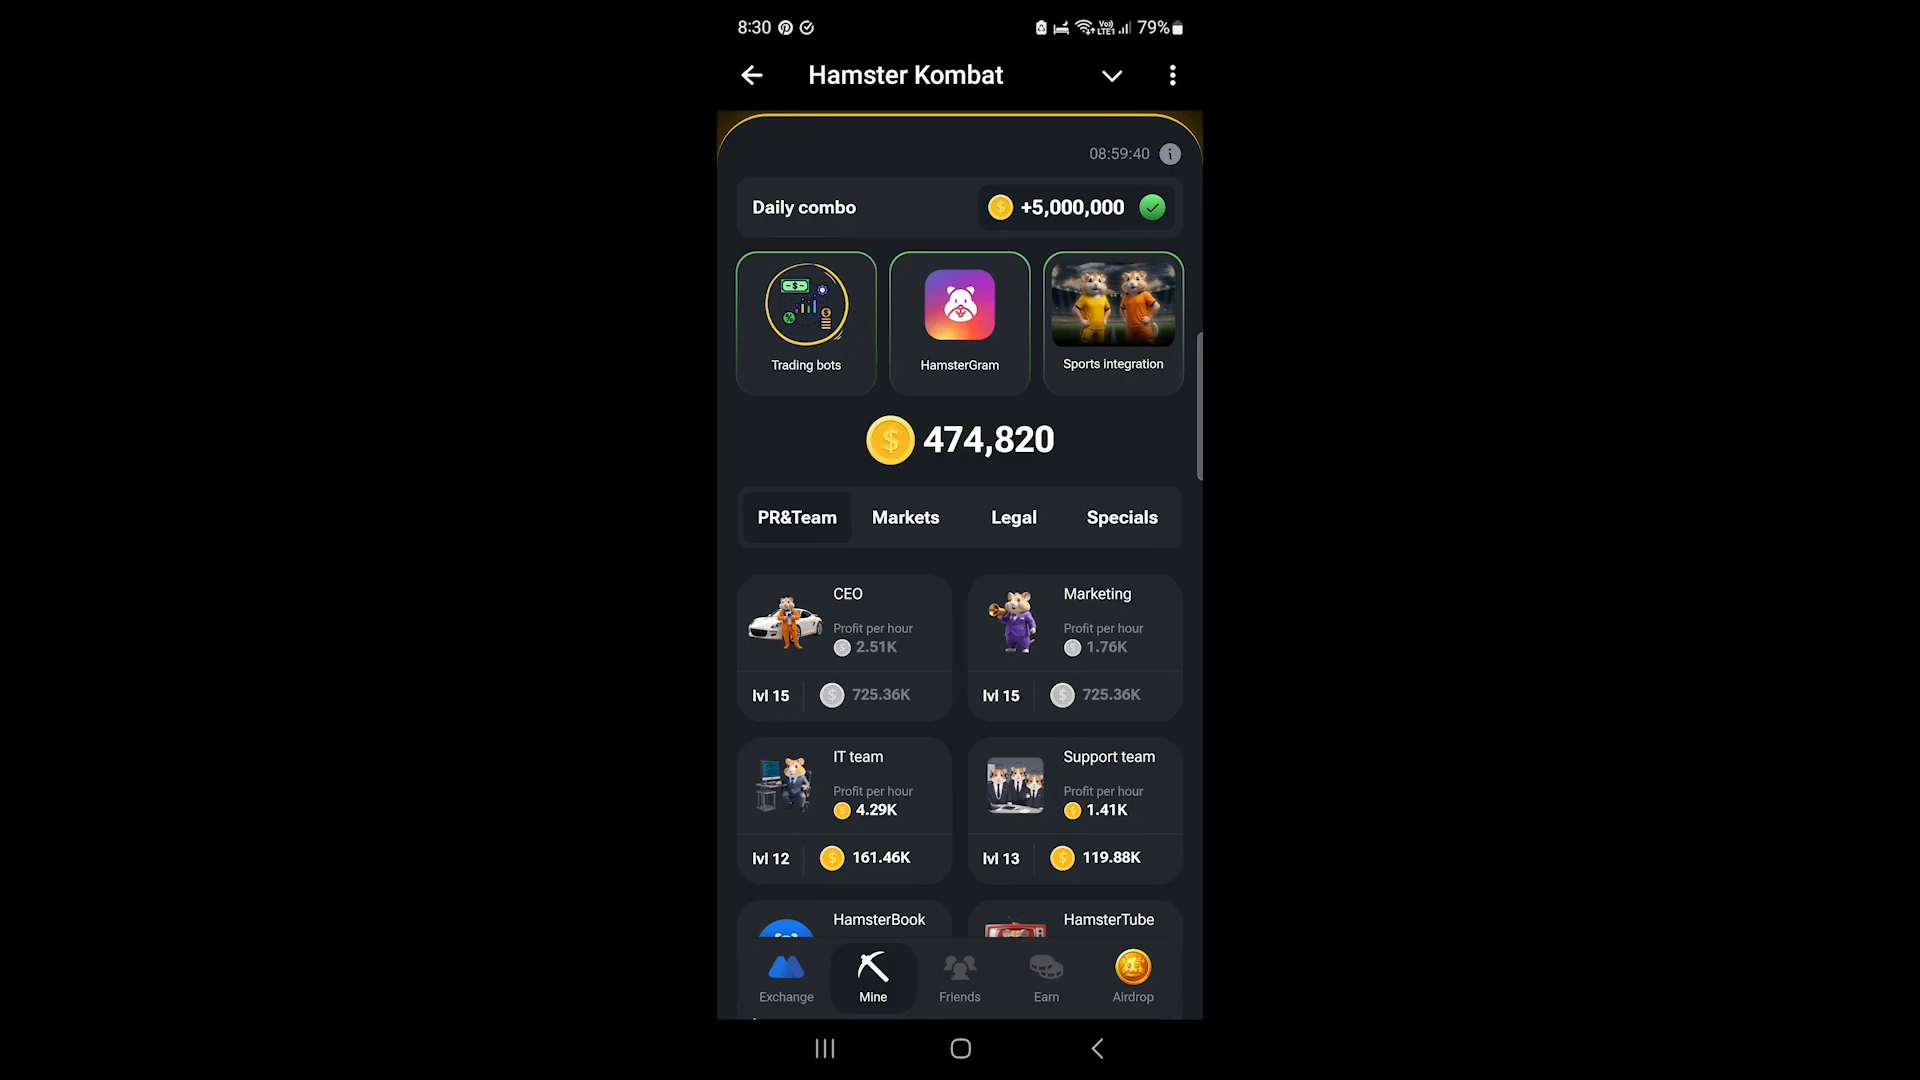 8:30
Vo)) LTE1 79%
Hamster Kombat
08:59:40
Daily combo +5,000,000
Trading bots HamsterGram Sports integration
474,820
PR&Team Markets Legal Specials
CEO
Profit per hour
2.51K
lvl 15 725.36K
Marketing
Profit per hour
1.76K
lvl 15 725.36K
IT team
Profit per hour
4.29K
lvl 12 161.46K
Support team
Profit per hour
1.41K
lvl 13 119.88K
HamsterBook
HamsterTube
Exchange Mine Friends Earn Airdrop